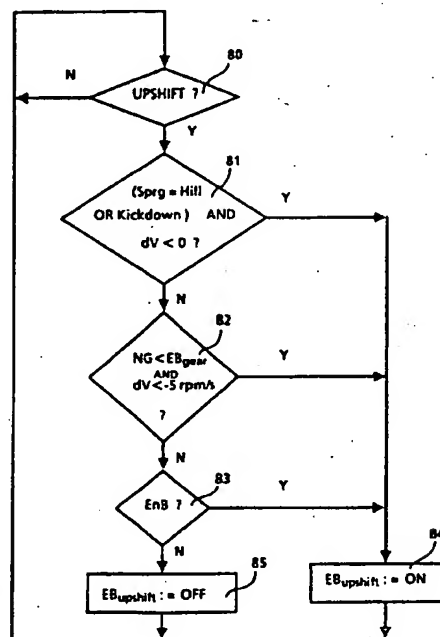 80
N
UPSHIFT ?
Y
81
(Sprg = Hill
OR Kickdown) AND
dV < 0 ?
Y
N
82
NG < EBgear
AND
dV < -5 rpm/s
?
Y
N
83
EnB ?
Y
N
85
EBupshift : = OFF
84
EBupshift : = ON